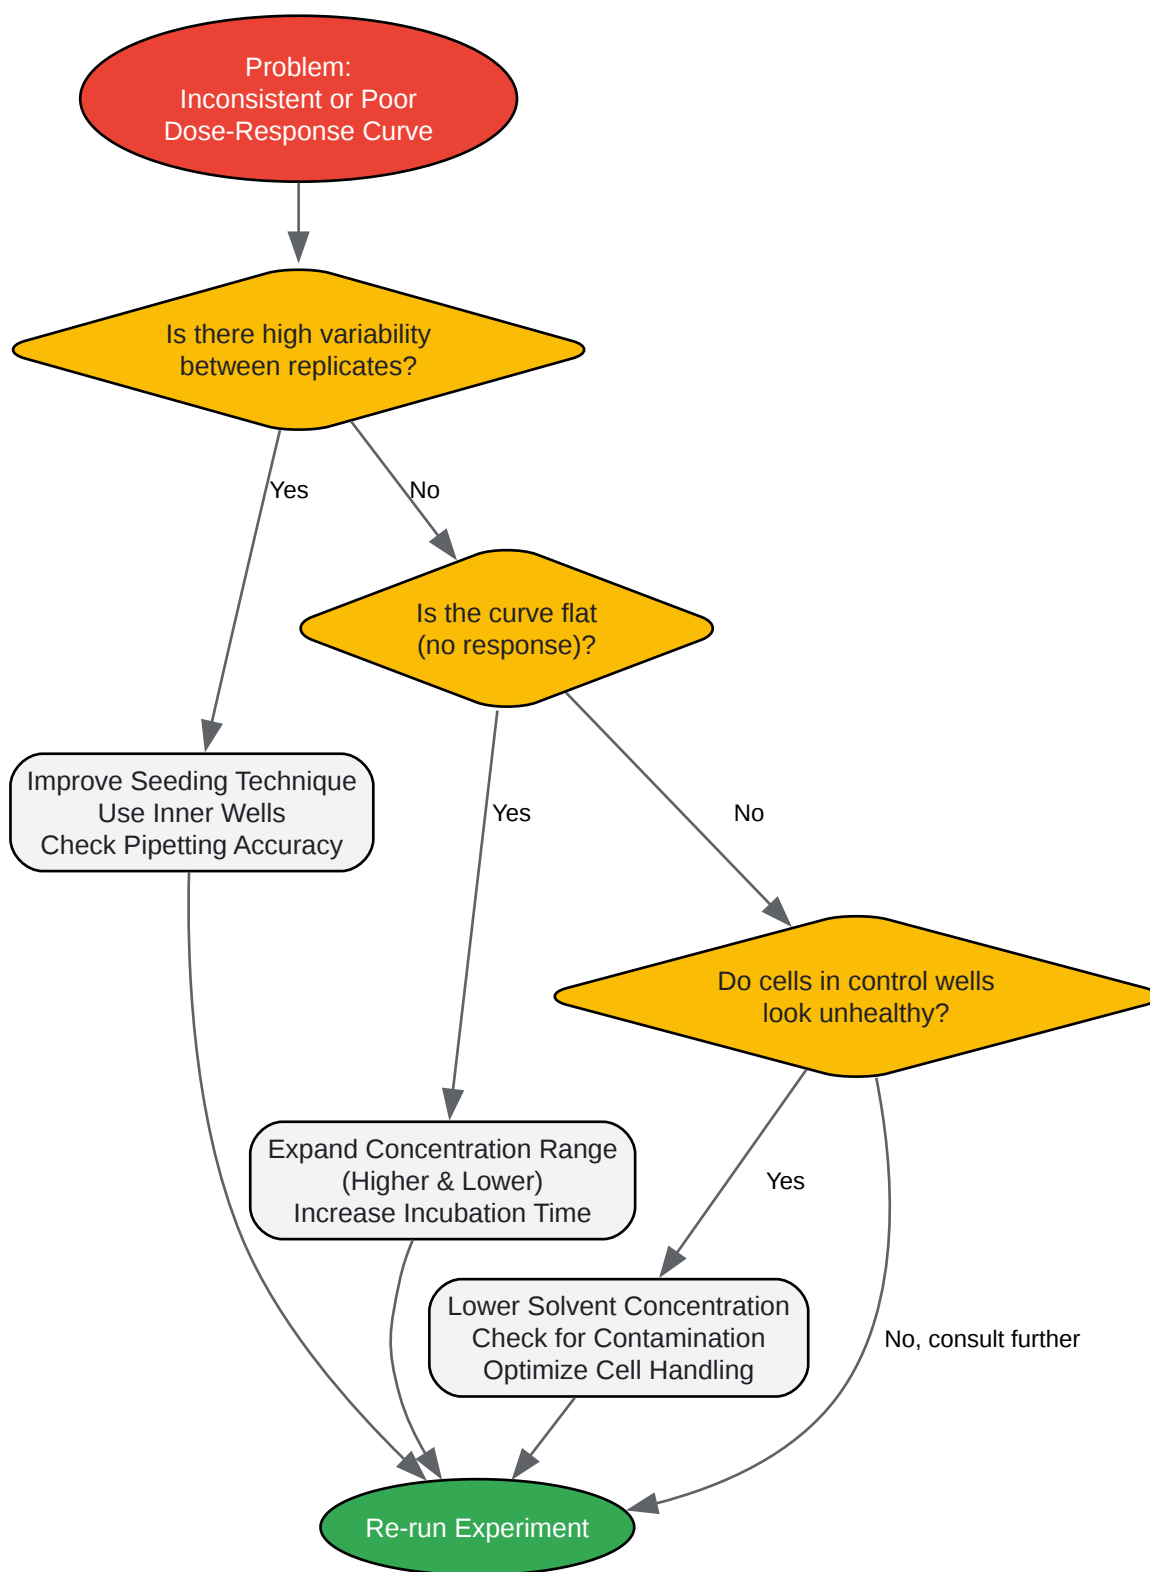 Problem:
Inconsistent or Poor
Dose-Response Curve
Is there high variability
between replicates?
Yes
No
Is the curve flat
(no response)?
Improve Seeding Technique
Use Inner Wells
Check Pipetting Accuracy
Yes
No
Do cells in control wells
look unhealthy?
Expand Concentration Range
(Higher & Lower)
Increase Incubation Time
Yes
Lower Solvent Concentration
Check for Contamination
Optimize Cell Handling
No, consult further
Re-run Experiment